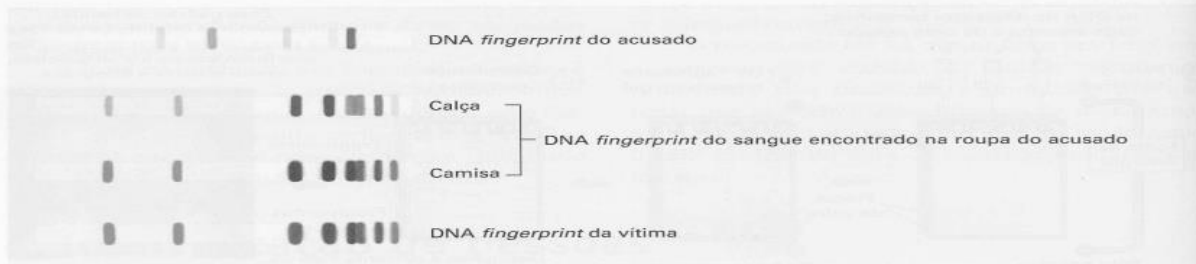 DNA fingerprint do acusado
Calça
DNA fingerprint do sangue encontrado na roupa do acusado
Camisa
DNA fingerprint da vítima